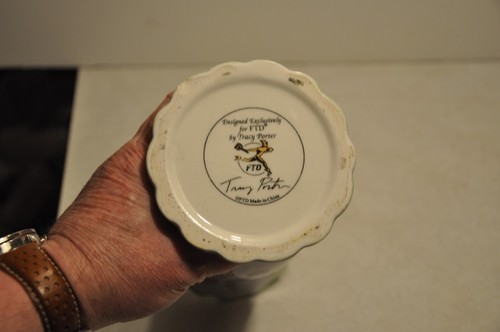 Designed Exclusively
for FTD®
by Tracy Porter
FTD
Tracy Porter
©FTD Made in China